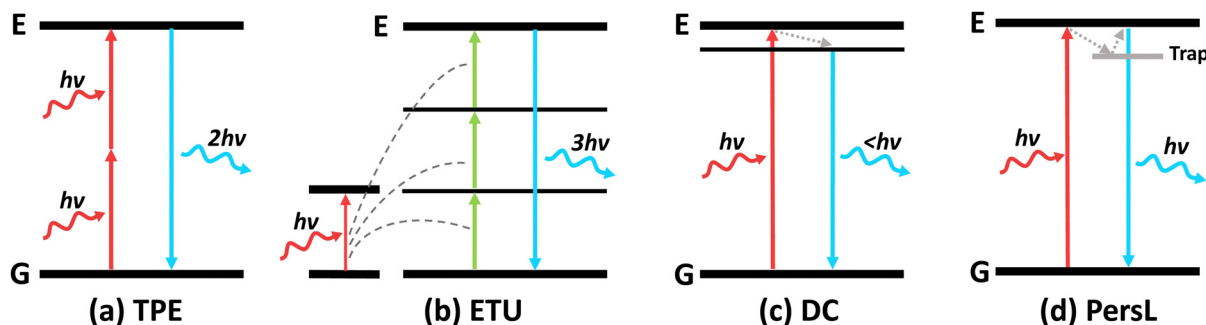 E
hv
hv
2hv
G
(a) TPE
E
hv
3hv
(b) ETU
E
hv
<hv
G
(c) DC
E
Trap
hv
hv
G
(d) PersL